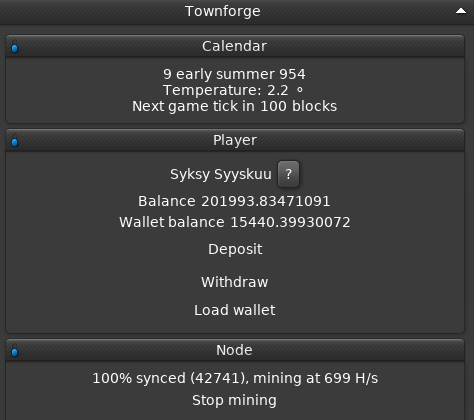 Townforge
Calendar
9 early summer 954
Temperature: 2.2 °
Next game tick in 100 blocks
Player
Syksy Syyskuu ?
Balance 201993.83471091
Wallet balance 15440.39930072
Deposit
Withdraw
Load wallet
Node
100% synced (42741), mining at 699 H/s
Stop mining